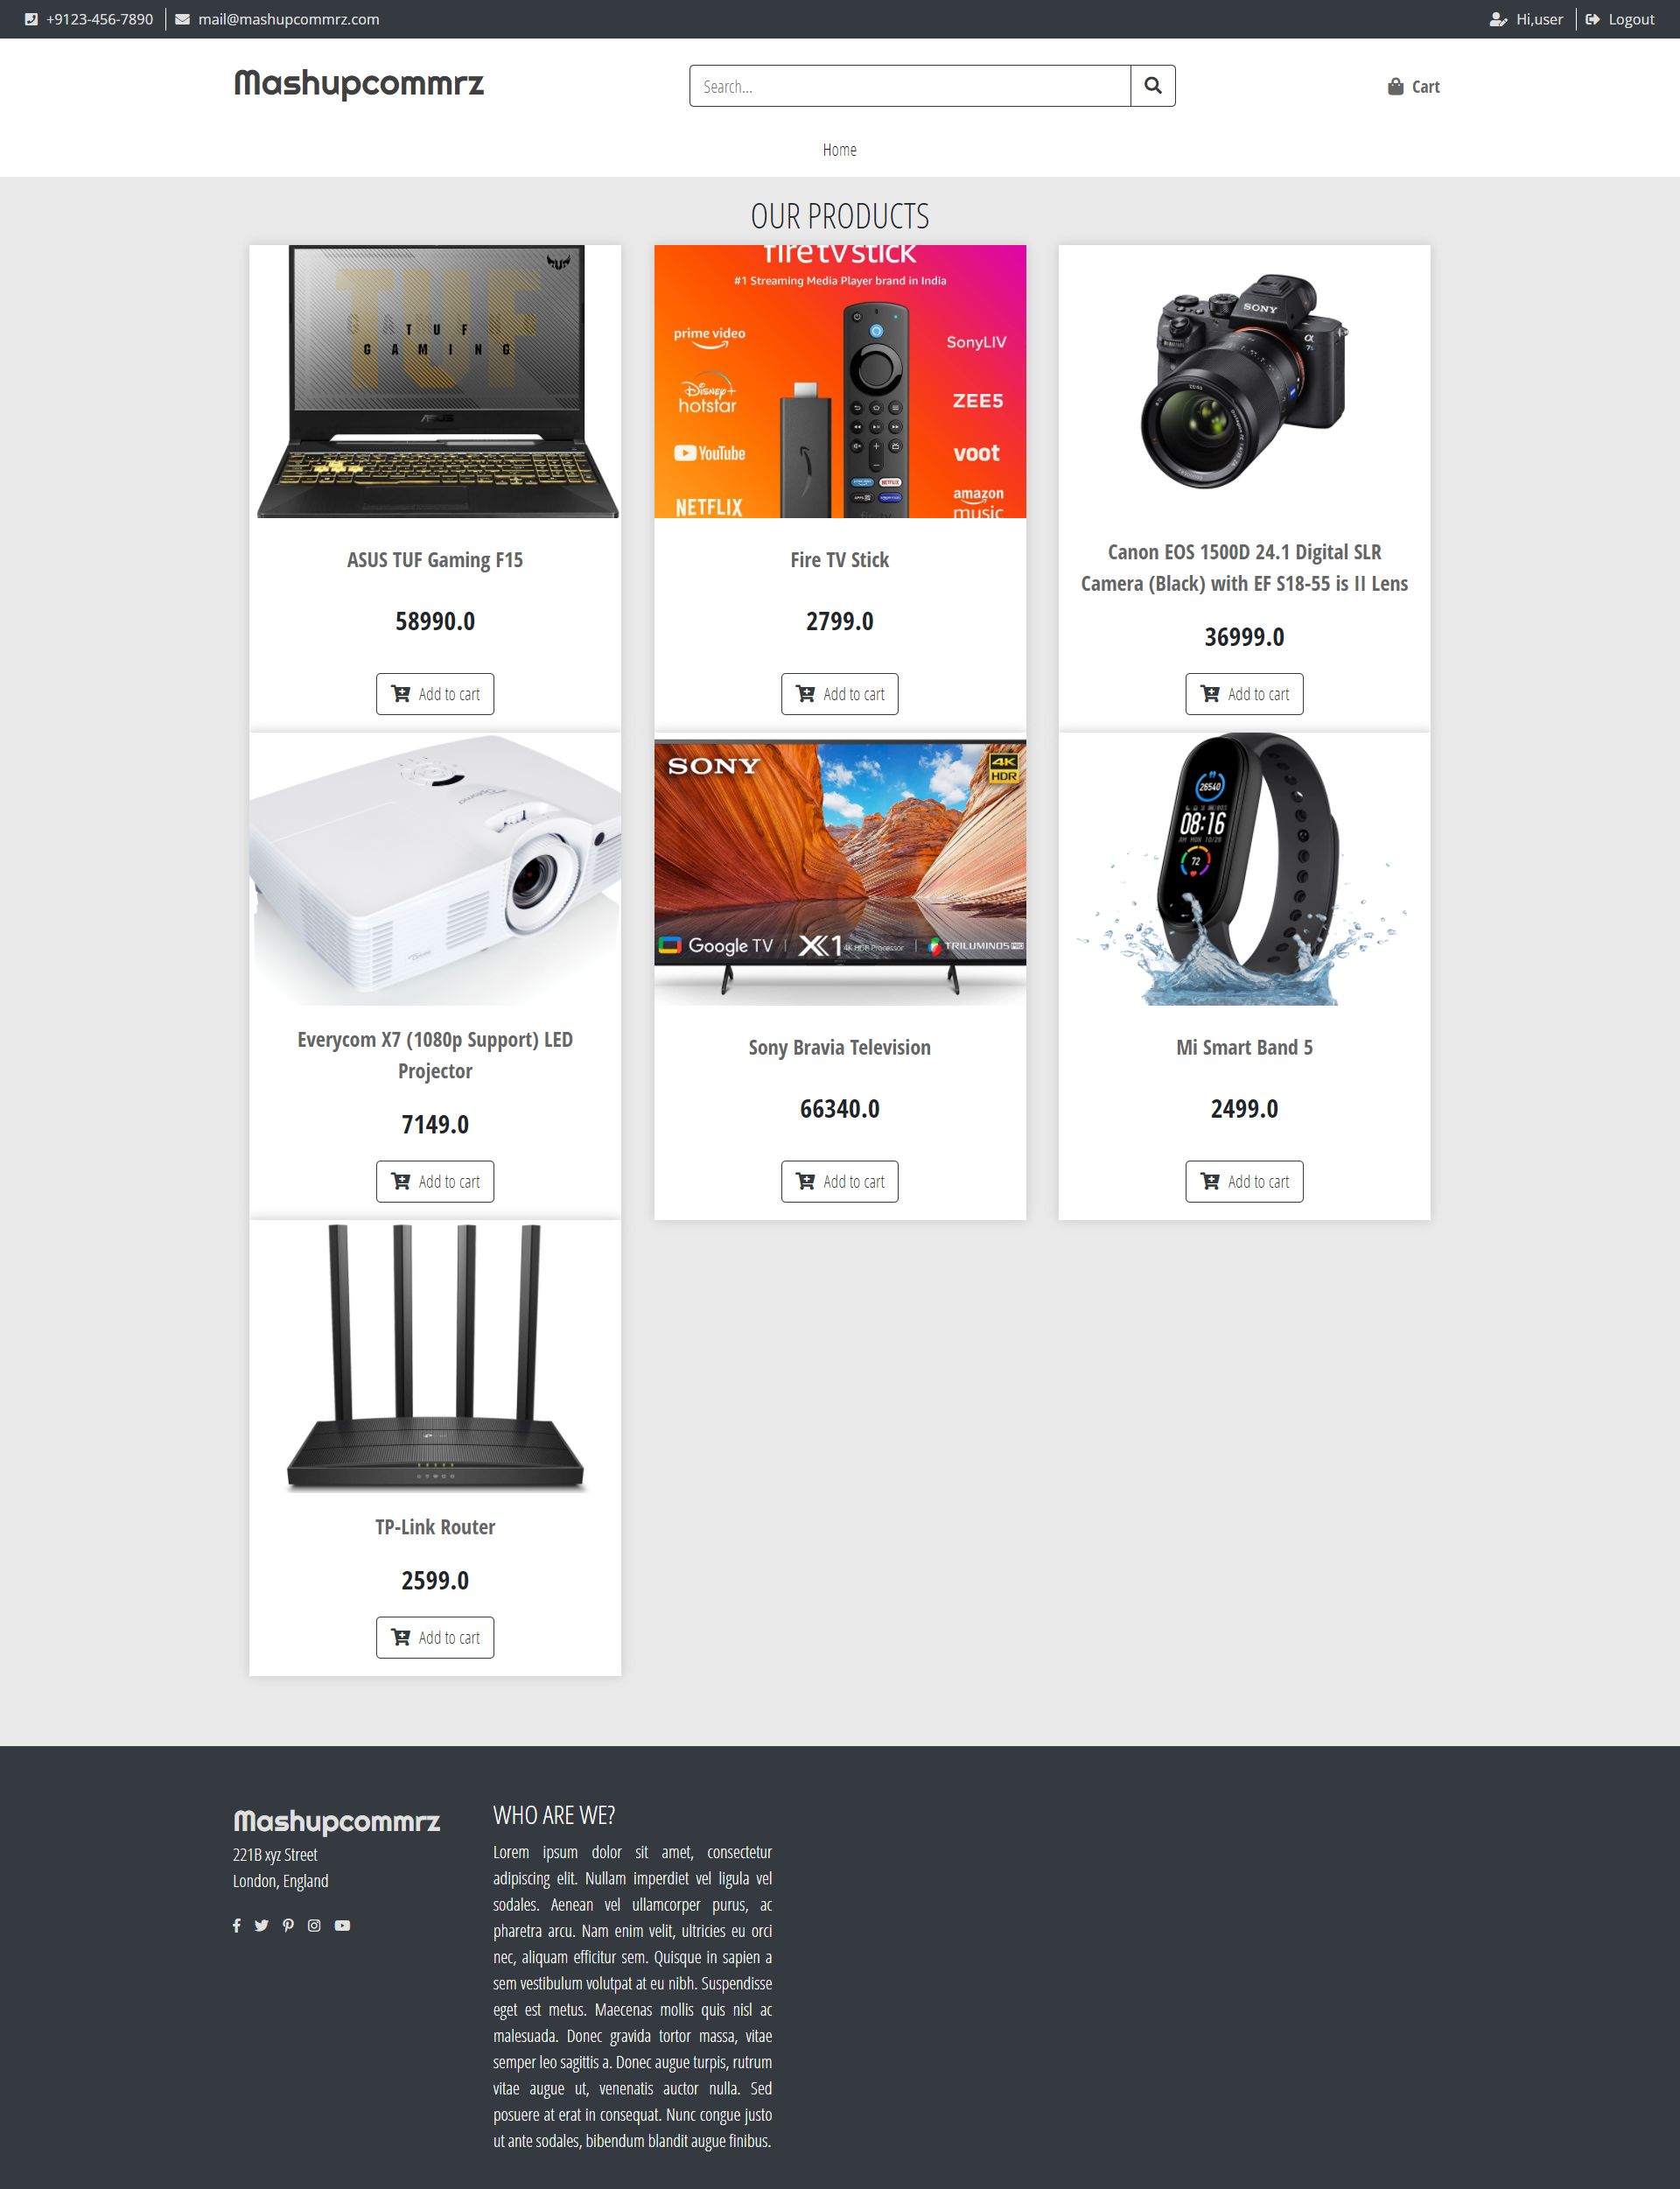 +9123-456-7890
mail@mashupcommrz.com
Hi,user
Logout
Mashupcommrz
Search...
Cart
Home
OUR PRODUCTS
TUF
GAMING
TUF
GAMING
ASUS
ASUS TUF Gaming F15
58990.0
Add to cart
fire tv stick
#1 Streaming Media Player brand in India
prime video
SonyLIV
Disney+
hotstar
ZEE5
YouTube
voot
NETFLIX
amazon
music
Fire TV Stick
2799.0
Add to cart
SONY
α
Canon EOS 1500D 24.1 Digital SLR
Camera (Black) with EF S18-55 is II Lens
36999.0
Add to cart
Everycom X7 (1080p Support) LED
Projector
7149.0
Add to cart
SONY
4K
HDR
Google TV
X1
4K HDR Processor
TRILUMINOS PRO
Sony Bravia Television
66340.0
Add to cart
26540
08:16
72
Mi Smart Band 5
2499.0
Add to cart
TP-Link Router
2599.0
Add to cart
Mashupcommrz
221B xyz Street
London, England
WHO ARE WE?
Lorem ipsum dolor sit amet, consectetur
adipiscing elit. Nullam imperdiet vel ligula vel
sodales. Aenean vel ullamcorper purus, ac
pharetra arcu. Nam enim velit, ultricies eu orci
nec, aliquam efficitur sem. Quisque in sapien a
sem vestibulum volutpat at eu nibh. Suspendisse
eget est metus. Maecenas mollis quis nisl ac
malesuada. Donec gravida tortor massa, vitae
semper leo sagittis a. Donec augue turpis, rutrum
vitae augue ut, venenatis auctor nulla. Sed
posuere at erat in consequat. Nunc congue justo
ut ante sodales, bibendum blandit augue finibus.